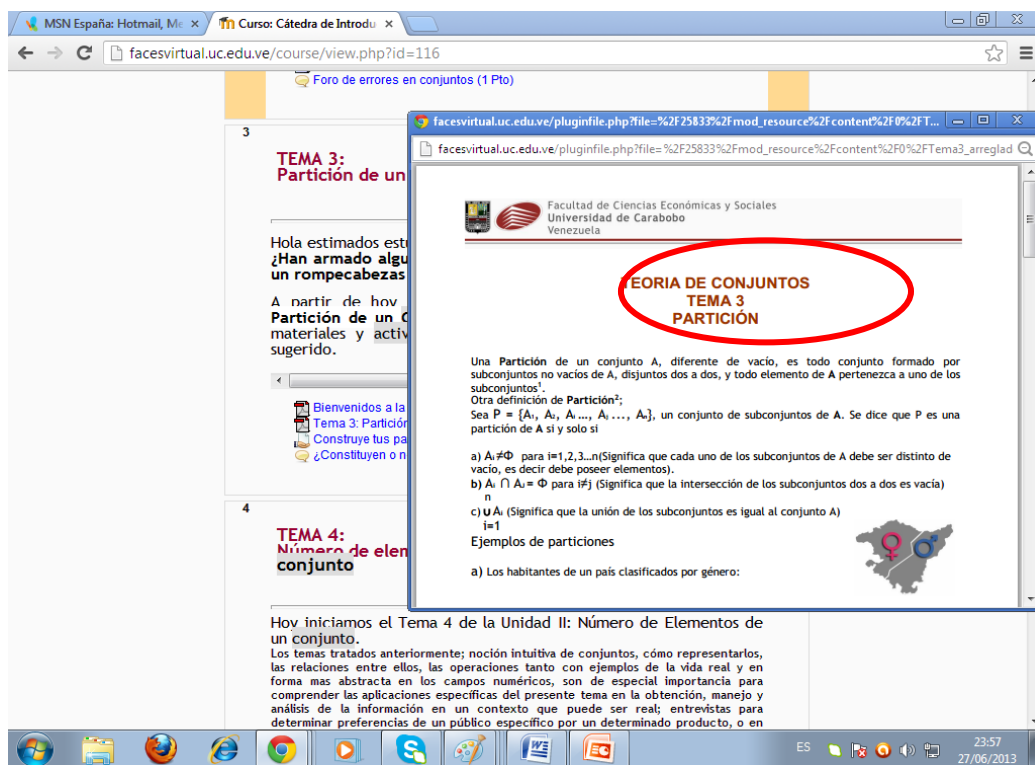 MSN España: Hotmail, Me
Curso: Cátedra de Introdu
facesvirtual.uc.edu.ve/course/view.php?id=116
Foro de errores en conjuntos (1 Pto)
3
TEMA 3:
Partición de un
Hola estimados estu
¿Han armado algu
un rompecabezas
A partir de hoy
Partición de un C
materiales y activ
sugerido.
Bienvenidos a la
Tema 3: Partición
Construye tus pa
¿Constituyen o n
4
TEMA 4:
Número de elem
conjunto
Hoy iniciamos el Tema 4 de la Unidad II: Número de Elementos de
un conjunto.
Los temas tratados anteriormente; noción intuitiva de conjuntos, cómo representarlos,
las relaciones entre ellos, las operaciones tanto con ejemplos de la vida real y en
forma mas abstracta en los campos numéricos, son de especial importancia para
comprender las aplicaciones específicas del presente tema en la obtención, manejo y
análisis de la información en un contexto que puede ser real; entrevistas para
determinar preferencias de un público específico por un determinado producto, o en
facesvirtual.uc.edu.ve/pluginfile.php?file=%2F25833%2Fmod_resource%2Fcontent%2F0%2FT...
facesvirtual.uc.edu.ve/pluginfile.php?file=%2F25833%2Fmod_resource%2Fcontent%2F0%2FTema3_arreglad
Facultad de Ciencias Económicas y Sociales
Universidad de Carabobo
Venezuela
TEORIA DE CONJUNTOS
TEMA 3
PARTICIÓN
Una Partición de un conjunto A, diferente de vacío, es todo conjunto formado por
subconjuntos no vacíos de A, disjuntos dos a dos, y todo elemento de A pertenezca a uno de los
subconjuntos¹.
Otra definición de Partición²;
Sea P = {A₁, A₂, Aᵢ..., Aⱼ ..., Aₙ}, un conjunto de subconjuntos de A. Se dice que P es una
partición de A si y solo si
a) Aᵢ≠Φ para i=1,2,3...n(Significa que cada uno de los subconjuntos de A debe ser distinto de
vacío, es decir debe poseer elementos).
b) Aᵢ ∩ Aⱼ = Φ para i≠j (Significa que la intersección de los subconjuntos dos a dos es vacía)
n
c) ∪ Aᵢ (Significa que la unión de los subconjuntos es igual al conjunto A)
i=1
Ejemplos de particiones
a) Los habitantes de un país clasificados por género:
ES
23:57
27/06/2013